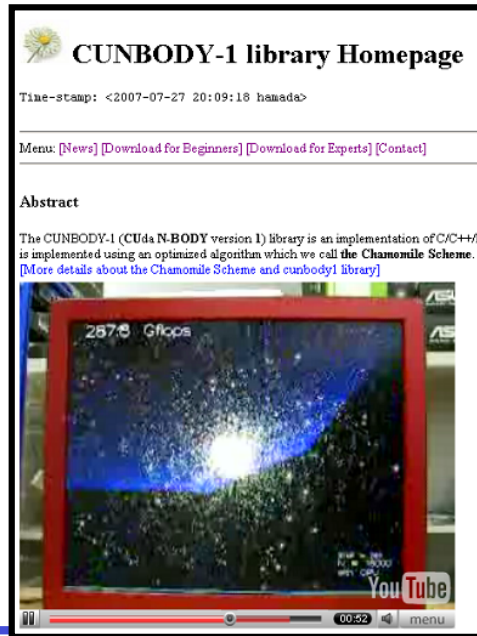 CUNBODY-1 library Homepage
Time-stamp: <2007-07-27 20:09:18 hamada>
Menu: [News] [Download for Beginners] [Download for Experts] [Contact]
Abstract
The CUNBODY-1 (CUda N-BODY version 1) library is an implementation of C/C++/
is implemented using an optimized algorithm which we call the Chamomile Scheme.
[More details about the Chamomile Scheme and cunbody1 library]
Gflops
YouTube
00:52
menu